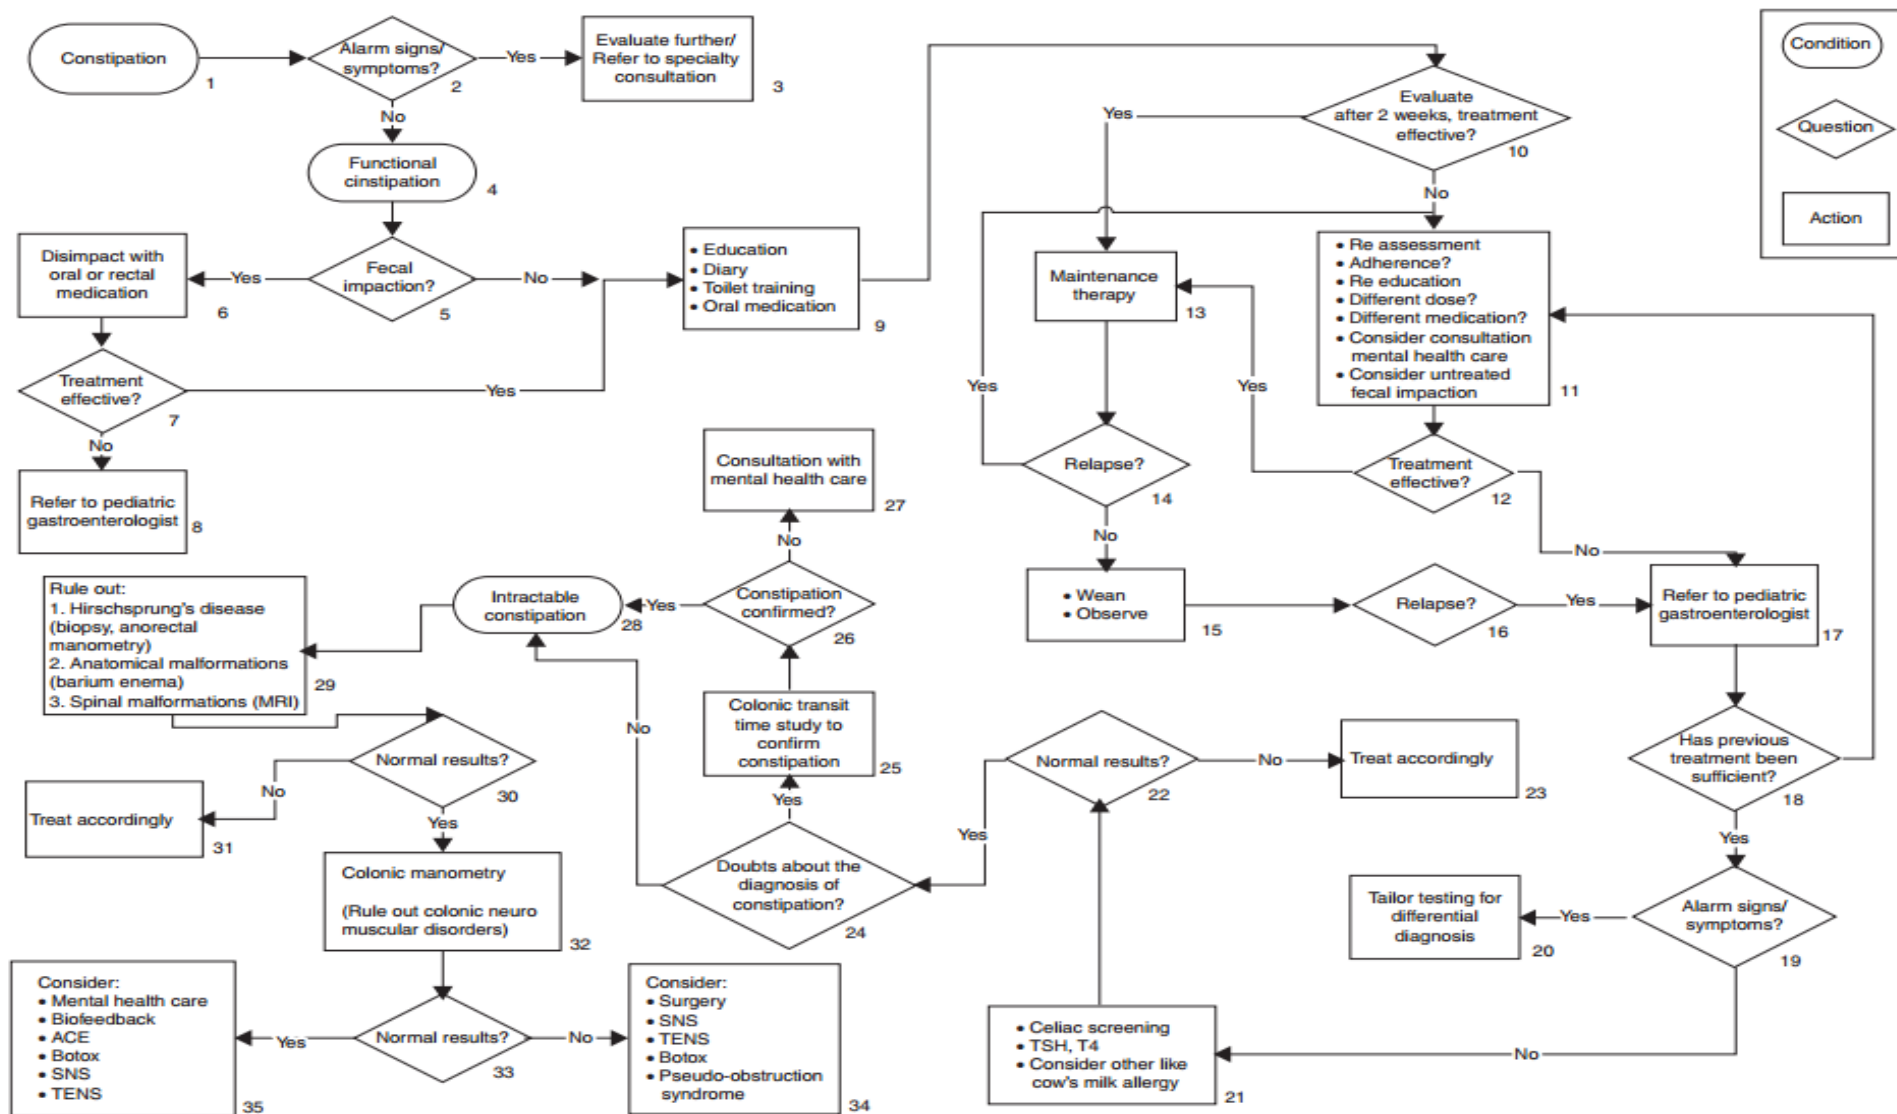 Constipation
1
Alarm signs/
symptoms?
2
Yes
Evaluate further/
Refer to specialty
consultation
3
No
Functional
cinstipation
4
Fecal
impaction?
5
Yes
Disimpact with
oral or rectal
medication
6
No
Treatment
effective?
7
Yes
No
Refer to pediatric
gastroenterologist
8
• Education
• Diary
• Toilet training
• Oral medication
9
Evaluate
after 2 weeks, treatment
effective?
10
Yes
No
• Re assessment
• Adherence?
• Re education
• Different dose?
• Different medication?
• Consider consultation
mental health care
• Consider untreated
fecal impaction
11
Treatment
effective?
12
Yes
No
Maintenance
therapy
13
Relapse?
14
Yes
No
• Wean
• Observe
15
Relapse?
16
Yes
Refer to pediatric
gastroenterologist
17
Has previous
treatment been
sufficient?
18
Yes
Alarm signs/
symptoms?
19
Yes
Tailor testing for
differential
diagnosis
20
No
• Celiac screening
• TSH, T4
• Consider other like
cow's milk allergy
21
Normal results?
22
No
Treat accordingly
23
Yes
Doubts about the
diagnosis of
constipation?
24
Yes
Colonic transit
time study to
confirm
constipation
25
No
Constipation
confirmed?
26
No
Consultation with
mental health care
27
Yes
Intractable
constipation
28
Rule out:
1. Hirschsprung's disease
(biopsy, anorectal
manometry)
2. Anatomical malformations
(barium enema)
3. Spinal malformations (MRI)
29
Normal results?
30
No
Treat accordingly
31
Yes
Colonic manometry
(Rule out colonic neuro
muscular disorders)
32
Normal results?
33
No
Consider:
• Surgery
• SNS
• TENS
• Botox
• Pseudo-obstruction
syndrome
34
Yes
Consider:
• Mental health care
• Biofeedback
• ACE
• Botox
• SNS
• TENS
35
Condition
Question
Action